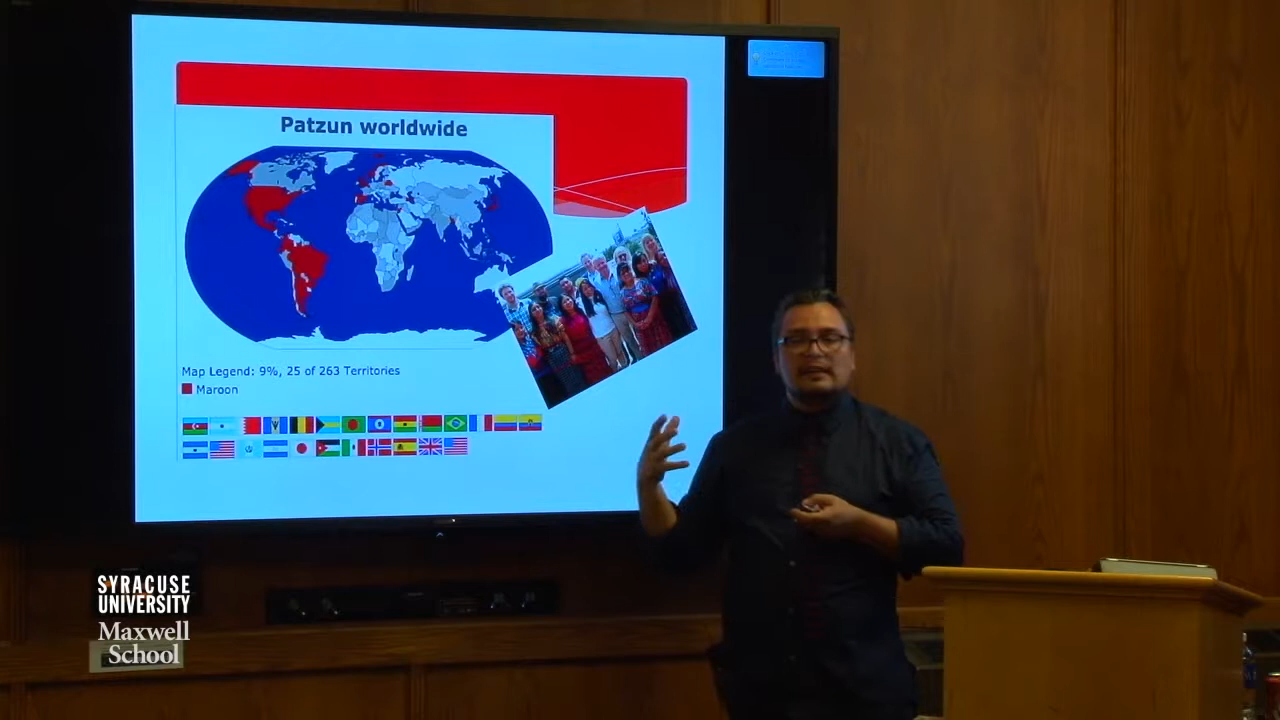 Patzun worldwide
Map Legend: 9%, 25 of 263 Territories
Maroon
SYRACUSE
UNIVERSITY
Maxwell
School